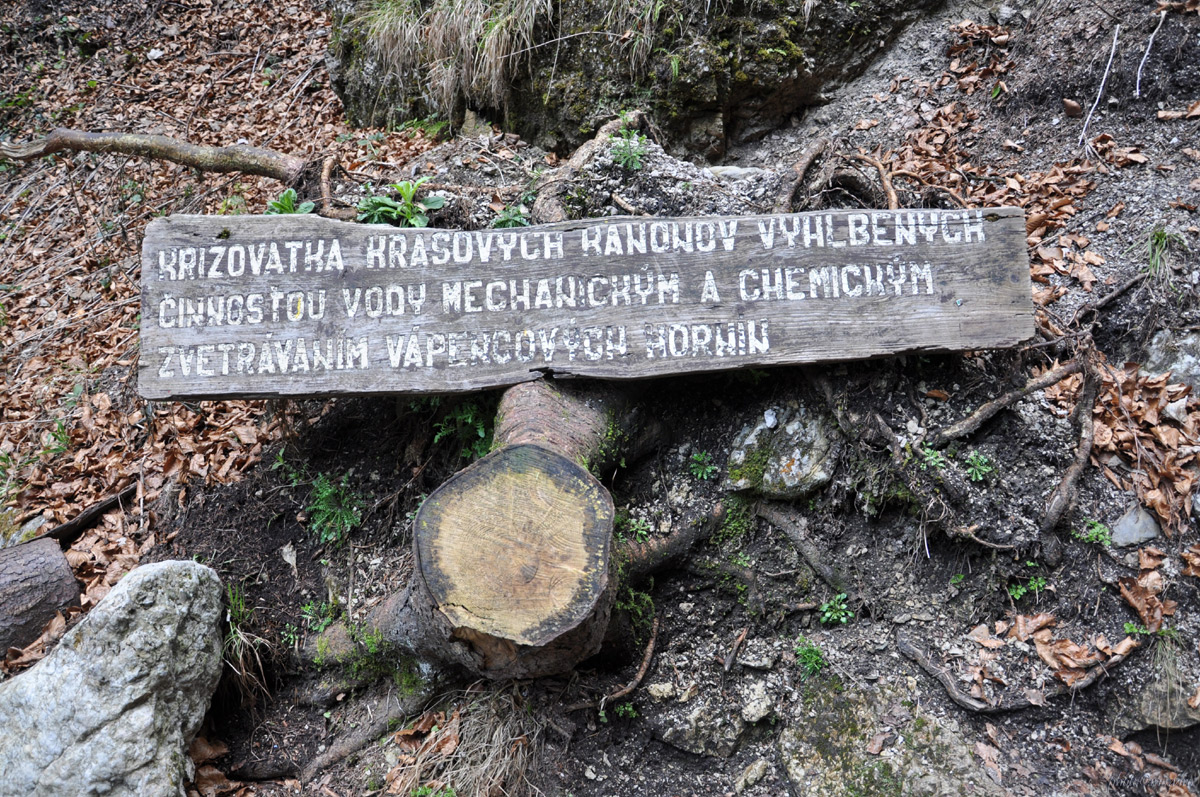 KRIŽOVATKA KRASOVÝCH KAŇONOV VYHĹBENÝCH
ČINNOSŤOU VODY MECHANICKÝM A CHEMICKÝM
ZVETRÁVANÍM VÁPENCOVÝCH HORNÍN